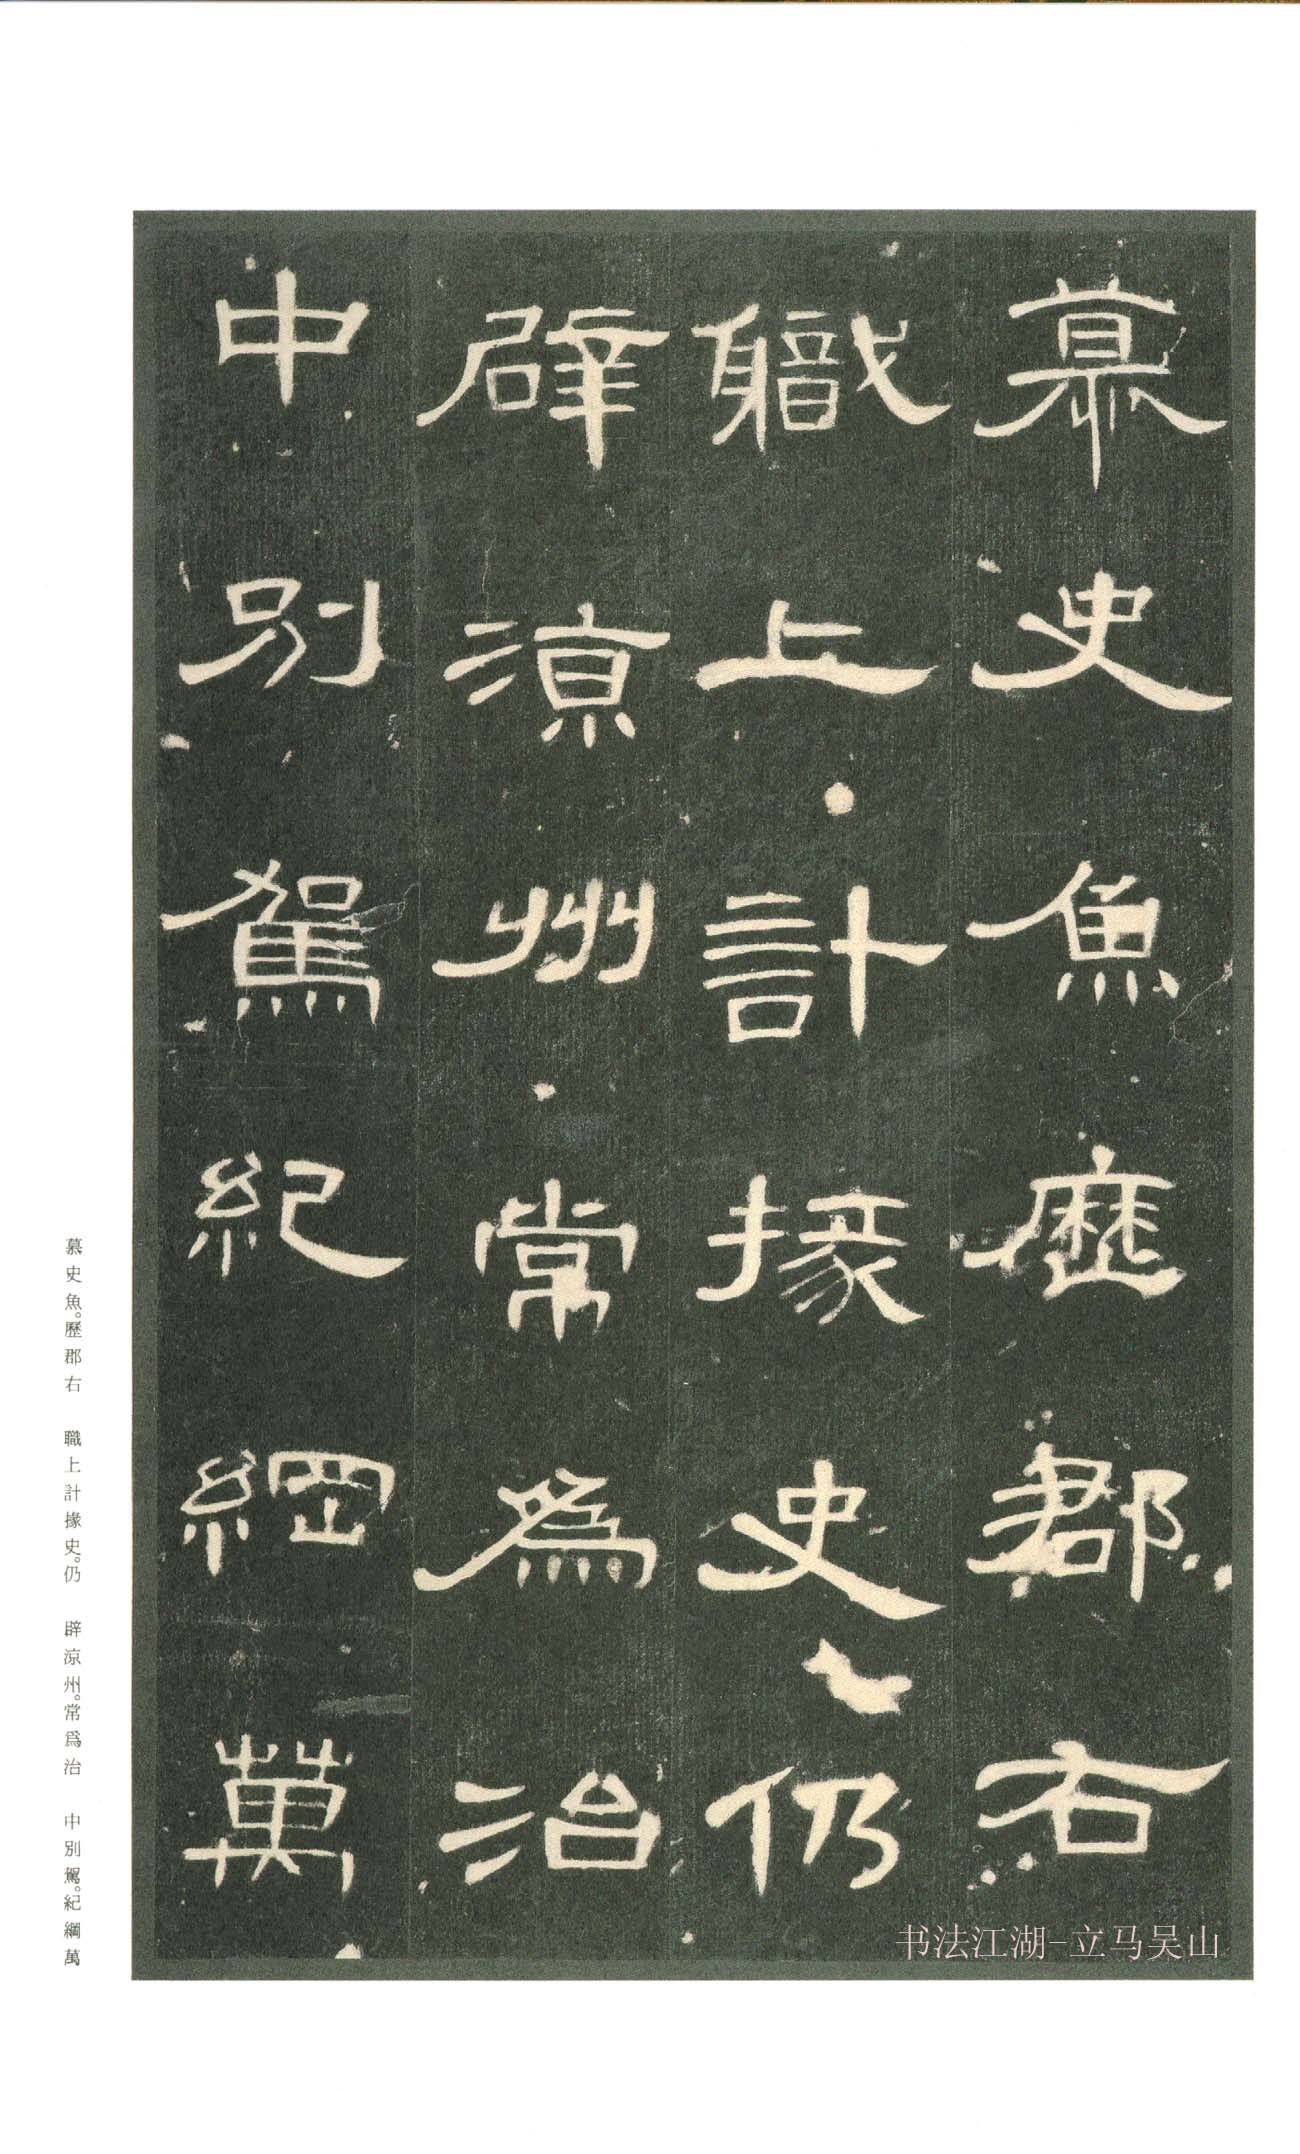 慕史魚歷郡右
職上計掾史仍
辟涼州常為治
中別駕紀綱萬
慕史魚。歷郡右　職上計掾史。仍　辟涼州。常爲治　中別駕。紀綱萬
书法江湖-立马吴山